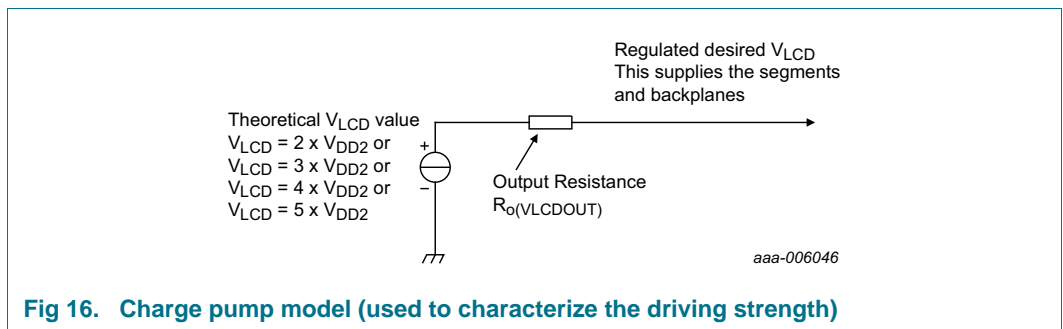 Regulated desired VLCD
This supplies the segments
and backplanes
Theoretical VLCD value
VLCD = 2 x VDD2 or
VLCD = 3 x VDD2 or
VLCD = 4 x VDD2 or
VLCD = 5 x VDD2
+
−
Output Resistance
Ro(VLCDOUT)
aaa-006046
Fig 16. Charge pump model (used to characterize the driving strength)